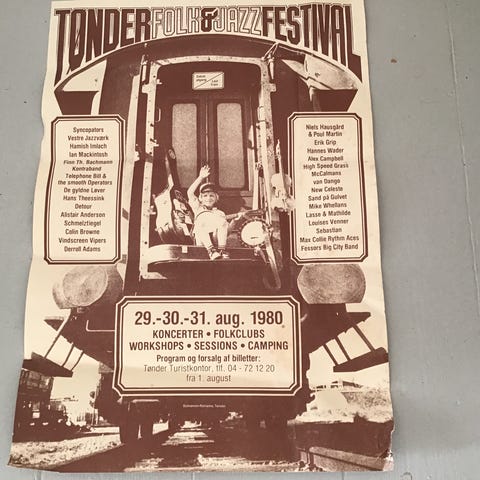 TØNDER FOLK & JAZZ FESTIVAL
Syncopators
Vestre Jazzværk
Hamish Imlach
Ian Mackintosh
Finn Th. Bachmann
Kontraband
Telephone Bill &
the smooth Operators
De gyldne Løver
Hans Theessink
Detour
Alistair Anderson
Schmelztiegel
Colin Browne
Vindscreen Vipers
Derroll Adams
Niels Hausgård
& Poul Martin
Erik Grip
Hannes Wader
Alex Campbell
High Speed Grass
McCalmans
van Dango
New Celeste
Sand på Gulvet
Mike Whellans
Lasse & Mathilde
Louises Venner
Sebastian
Max Collie Rythm Aces
Fessors Big City Band
29.-30.-31. aug. 1980
KONCERTER • FOLKCLUBS
WORKSHOPS • SESSIONS • CAMPING
Program og forsalg af billetter:
Tønder Turistkontor, tlf. 04 - 72 12 20
fra 1. august